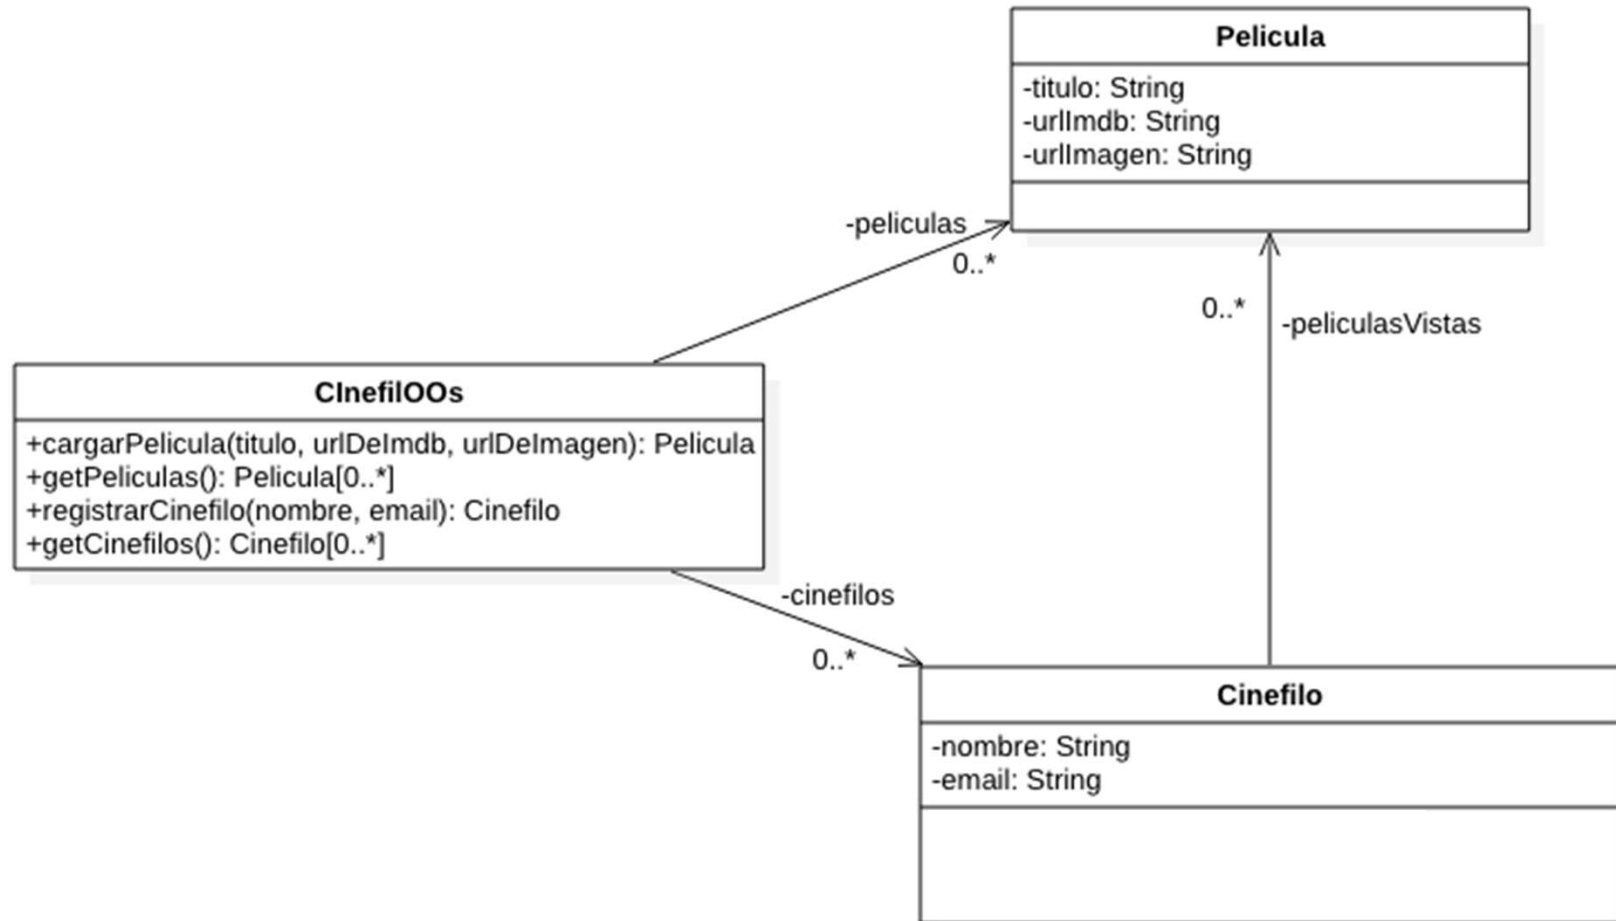 Pelicula
-titulo: String
-urlImdb: String
-urlImagen: String
-peliculas
0..*
0..*
-peliculasVistas
CInefilOOs
+cargarPelicula(titulo, urlDeImdb, urlDeImagen): Pelicula
+getPeliculas(): Pelicula[0..*]
+registrarCinefilo(nombre, email): Cinefilo
+getCinefilos(): Cinefilo[0..*]
-cinefilos
0..*
Cinefilo
-nombre: String
-email: String